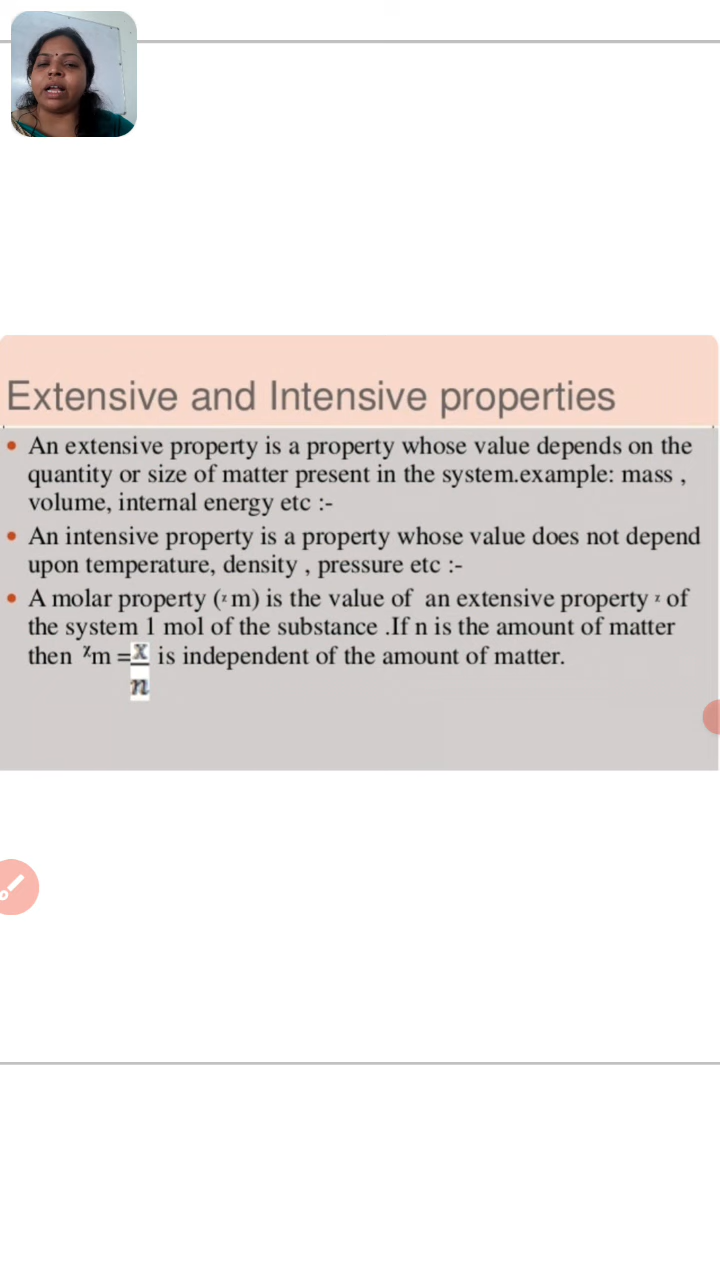 Extensive and Intensive properties
• An extensive property is a property whose value depends on the
quantity or size of matter present in the system.example: mass ,
volume, internal energy etc :-
• An intensive property is a property whose value does not depend
upon temperature, density , pressure etc :-
• A molar property (χm) is the value of an extensive property χ of
the system 1 mol of the substance .If n is the amount of matter
then χm = x/n is independent of the amount of matter.